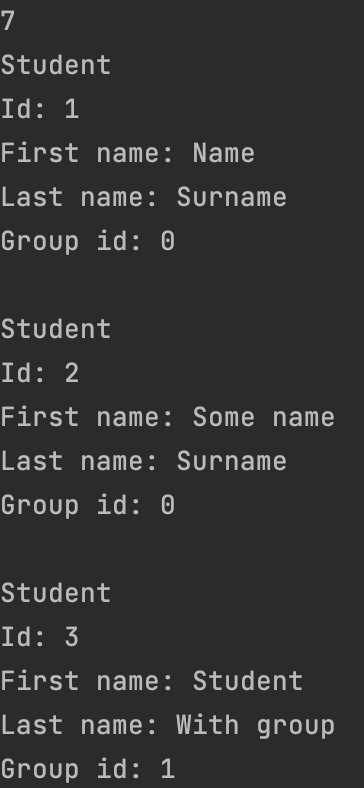 7
Student
Id: 1
First name: Name
Last name: Surname
Group id: 0
Student
Id: 2
First name: Some name
Last name: Surname
Group id: 0
Student
Id: 3
First name: Student
Last name: With group
Group id: 1